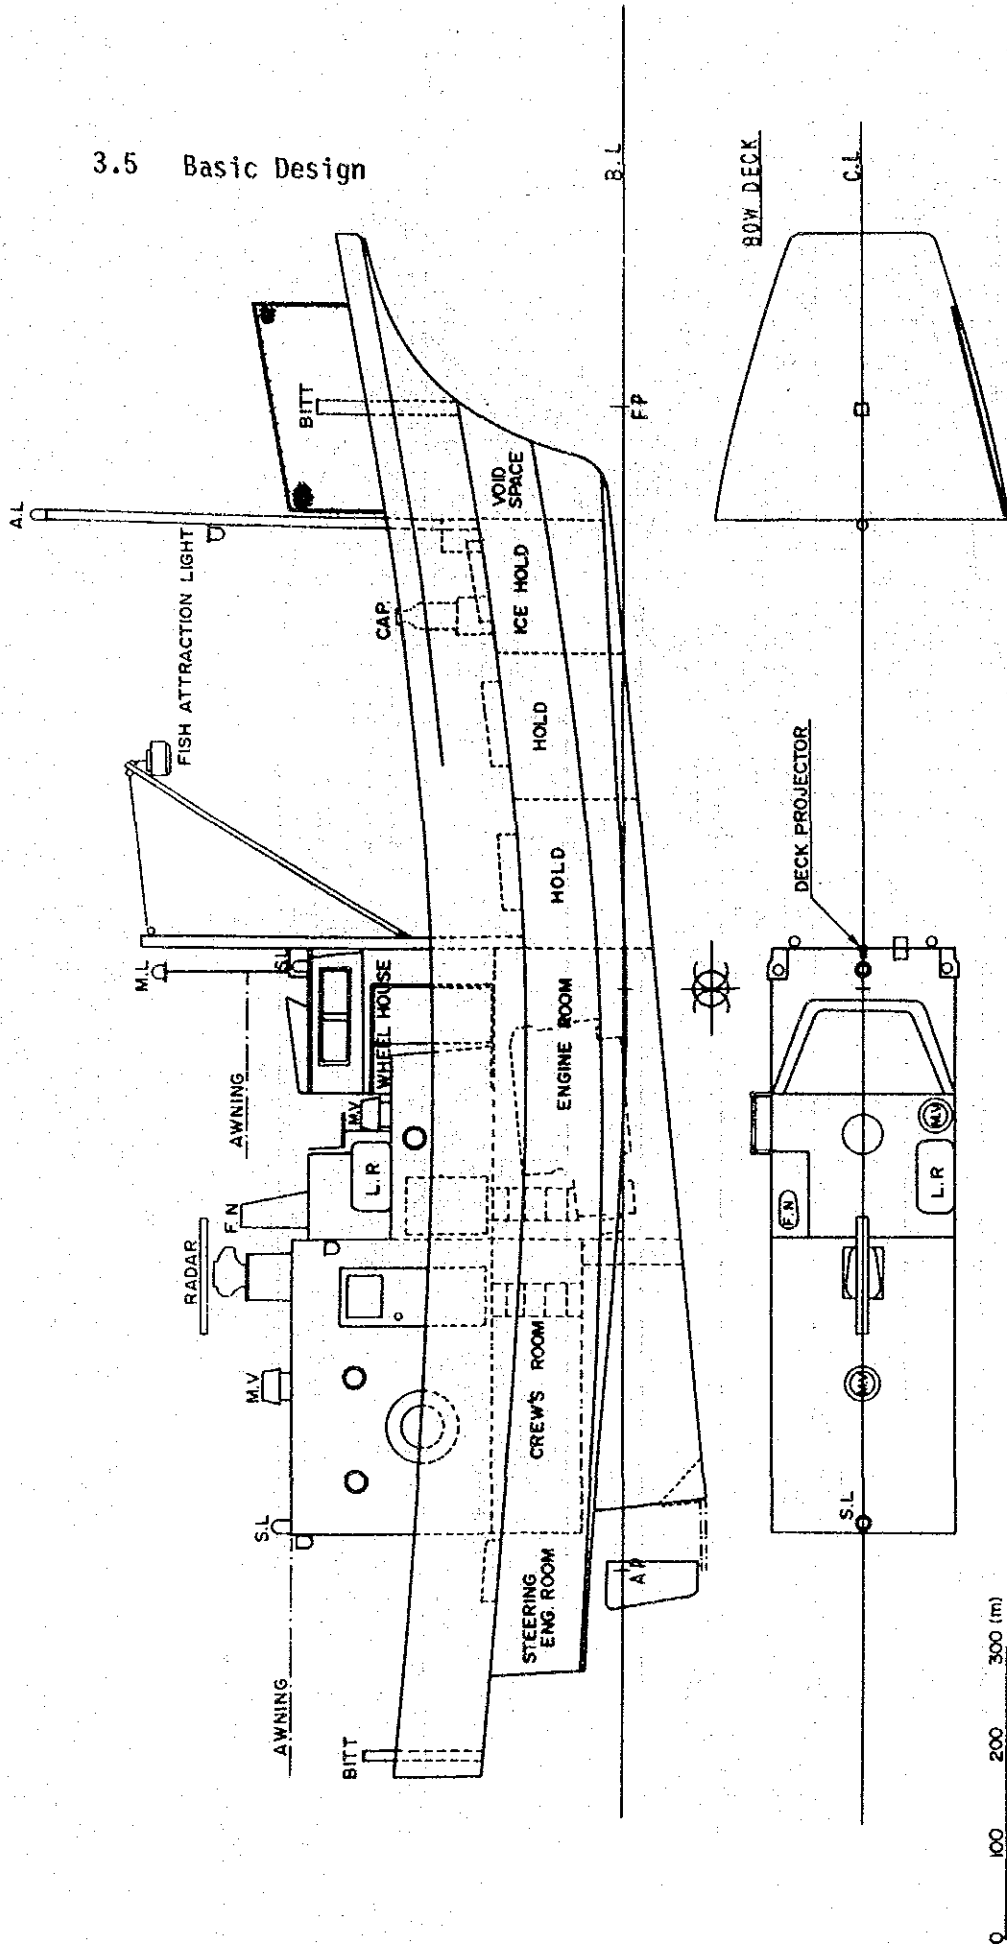 3.5 Basic Design
A.L
FISH ATTRACTION LIGHT
BITT
CAP.
VOID
SPACE
ICE HOLD
HOLD
HOLD
B.L
F.P
M.L
S.L
AWNING
WHEEL HOUSE
M.V
L.R
F.N
RADAR
ENGINE ROOM
M.V
CREW'S ROOM
S.L
AWNING
STEERING
ENG. ROOM
A.P
BITT
BOW DECK
C.L
DECK PROJECTOR
M.V
L.R
F.N
M.V
S.L
0 100 200 300 (m)